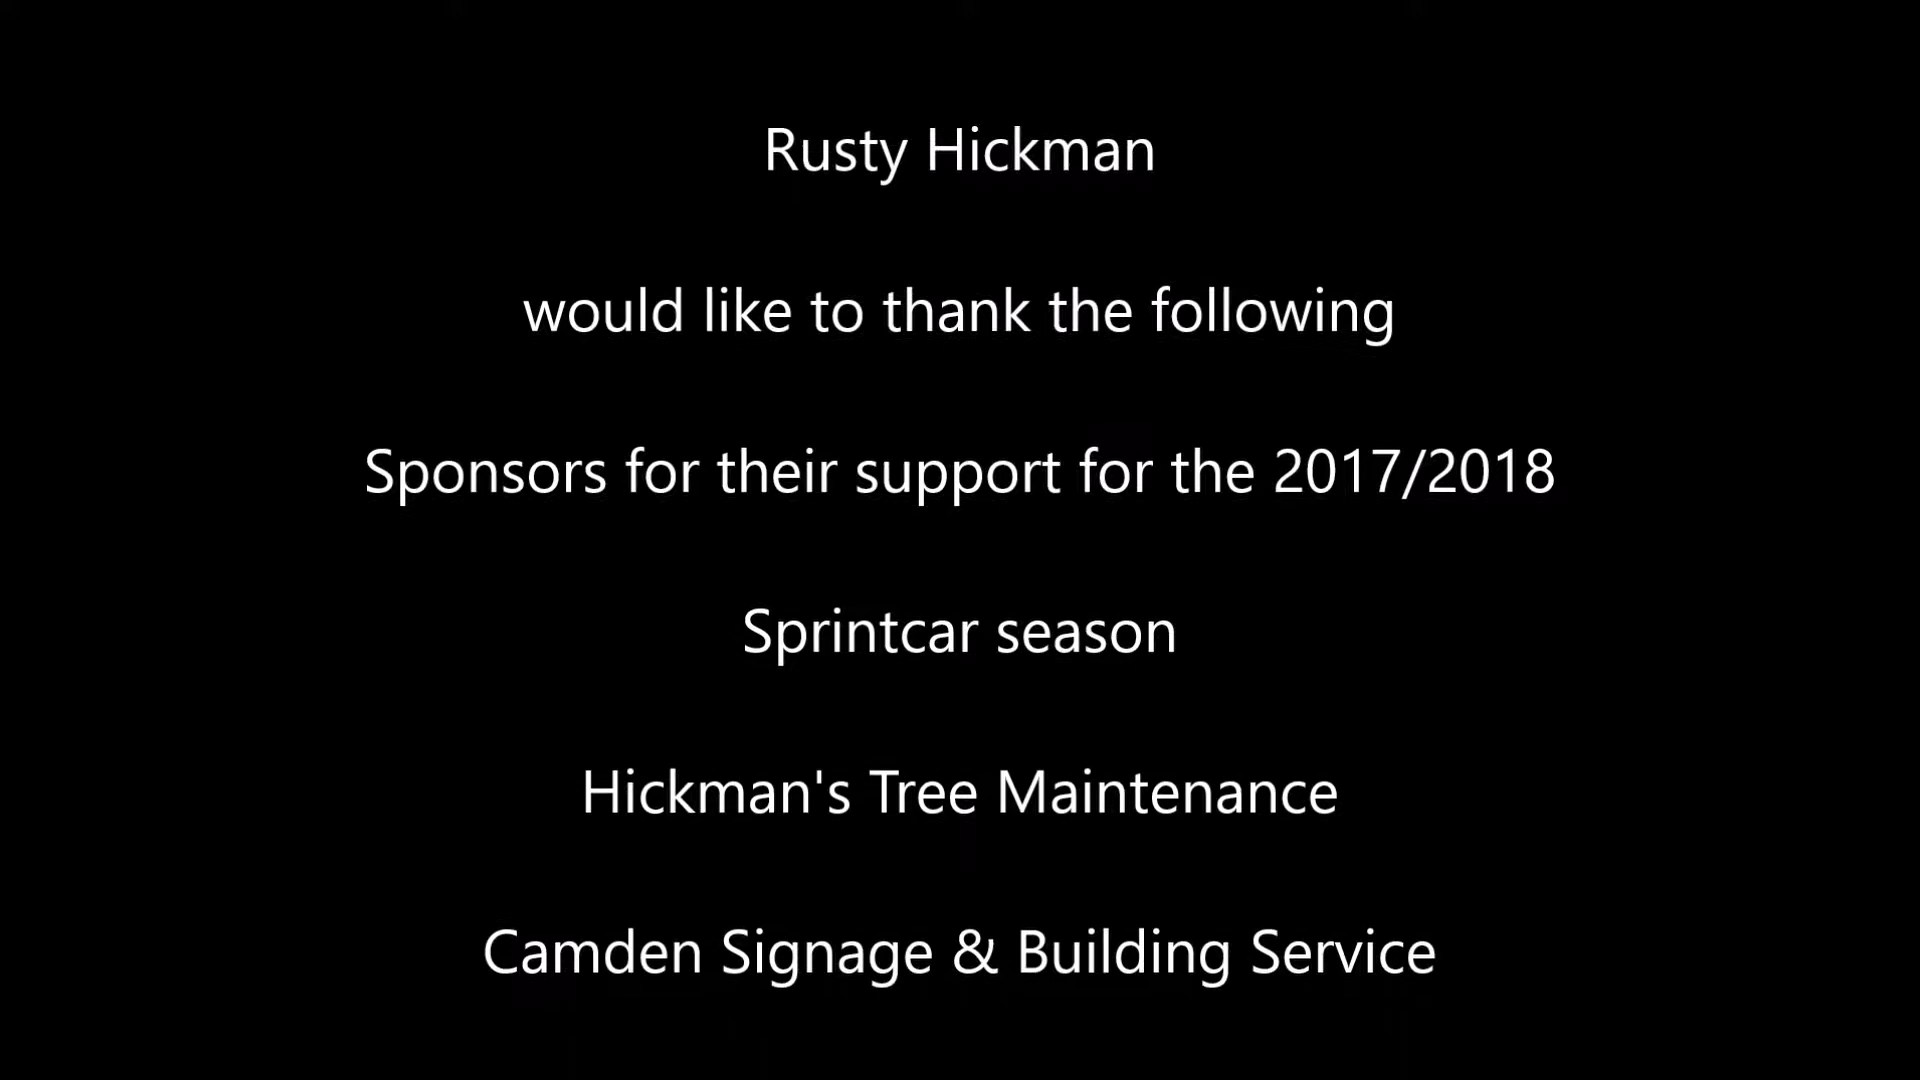 Rusty Hickman
would like to thank the following
Sponsors for their support for the 2017/2018
Sprintcar season
Hickman's Tree Maintenance
Camden Signage & Building Service